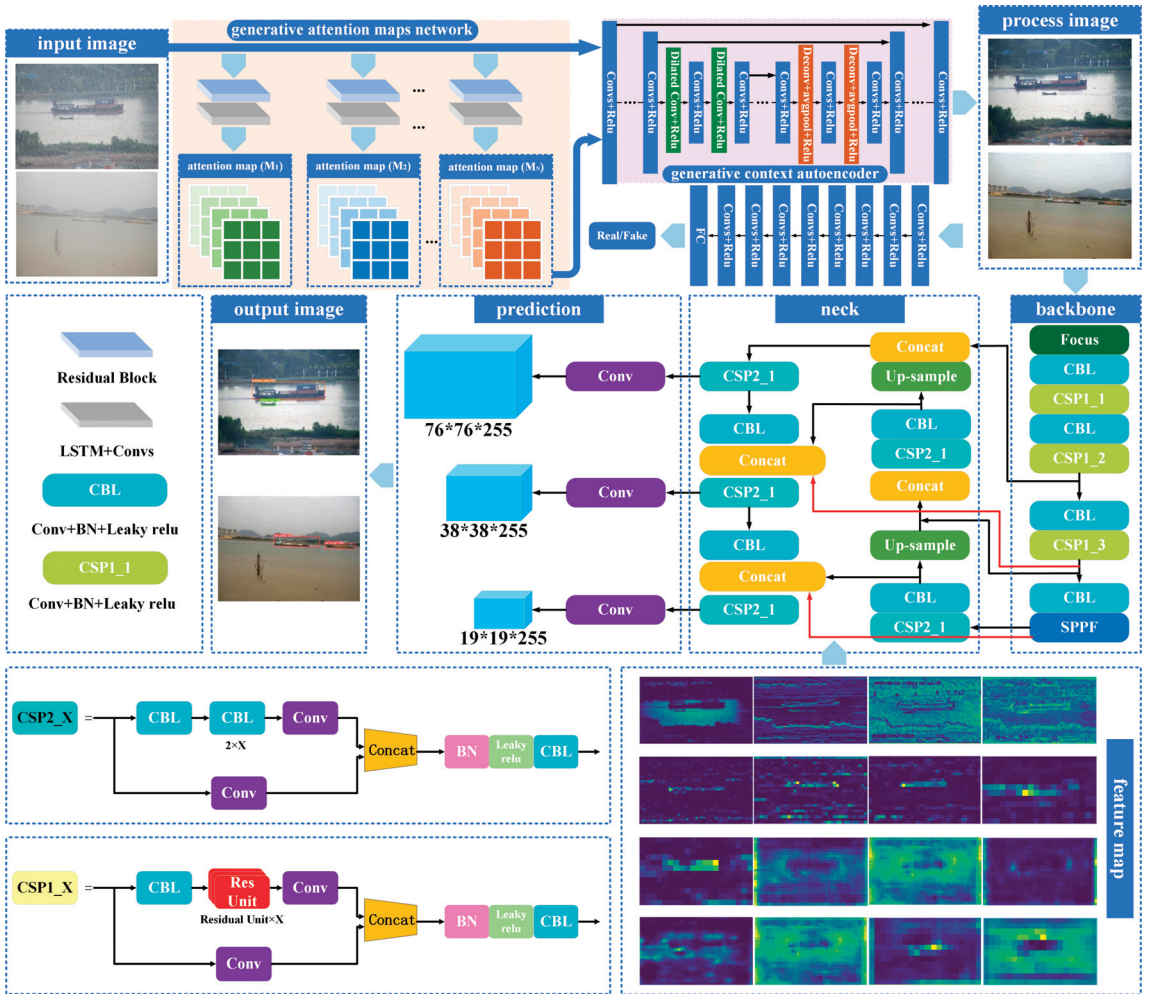 input image
generative attention maps network
process image
...
...
attention map (M₁)
attention map (M₂)
attention map (Mₙ)
...
Convs+Relu
Convs+Relu
Dilated Conv+Relu
Convs+Relu
Dilated Conv+Relu
Convs+Relu
Convs+Relu
Deconv+avgpool+Relu
Convs+Relu
Deconv+avgpool+Relu
Convs+Relu
Convs+Relu
Convs+Relu
generative context autoencoder
Real/Fake
FC
Convs+Relu
Convs+Relu
Convs+Relu
Convs+Relu
Convs+Relu
Convs+Relu
Convs+Relu
Convs+Relu
Residual Block
LSTM+Convs
CBL
Conv+BN+Leaky relu
CSP1_1
Conv+BN+Leaky relu
output image
prediction
76*76*255
38*38*255
19*19*255
Conv
Conv
Conv
neck
CSP2_1
CBL
Concat
CSP2_1
CBL
Concat
CSP2_1
Concat
Up-sample
CBL
CSP2_1
Concat
Up-sample
CBL
CSP2_1
backbone
Focus
CBL
CSP1_1
CBL
CSP1_2
CBL
CSP1_3
CBL
SPPF
CSP2_X
=
CBL
CBL
2×X
Conv
Conv
Concat
BN
Leaky
relu
CBL
CSP1_X
=
CBL
Res
Unit
Residual Unit×X
Conv
Conv
Concat
BN
Leaky
relu
CBL
feature map